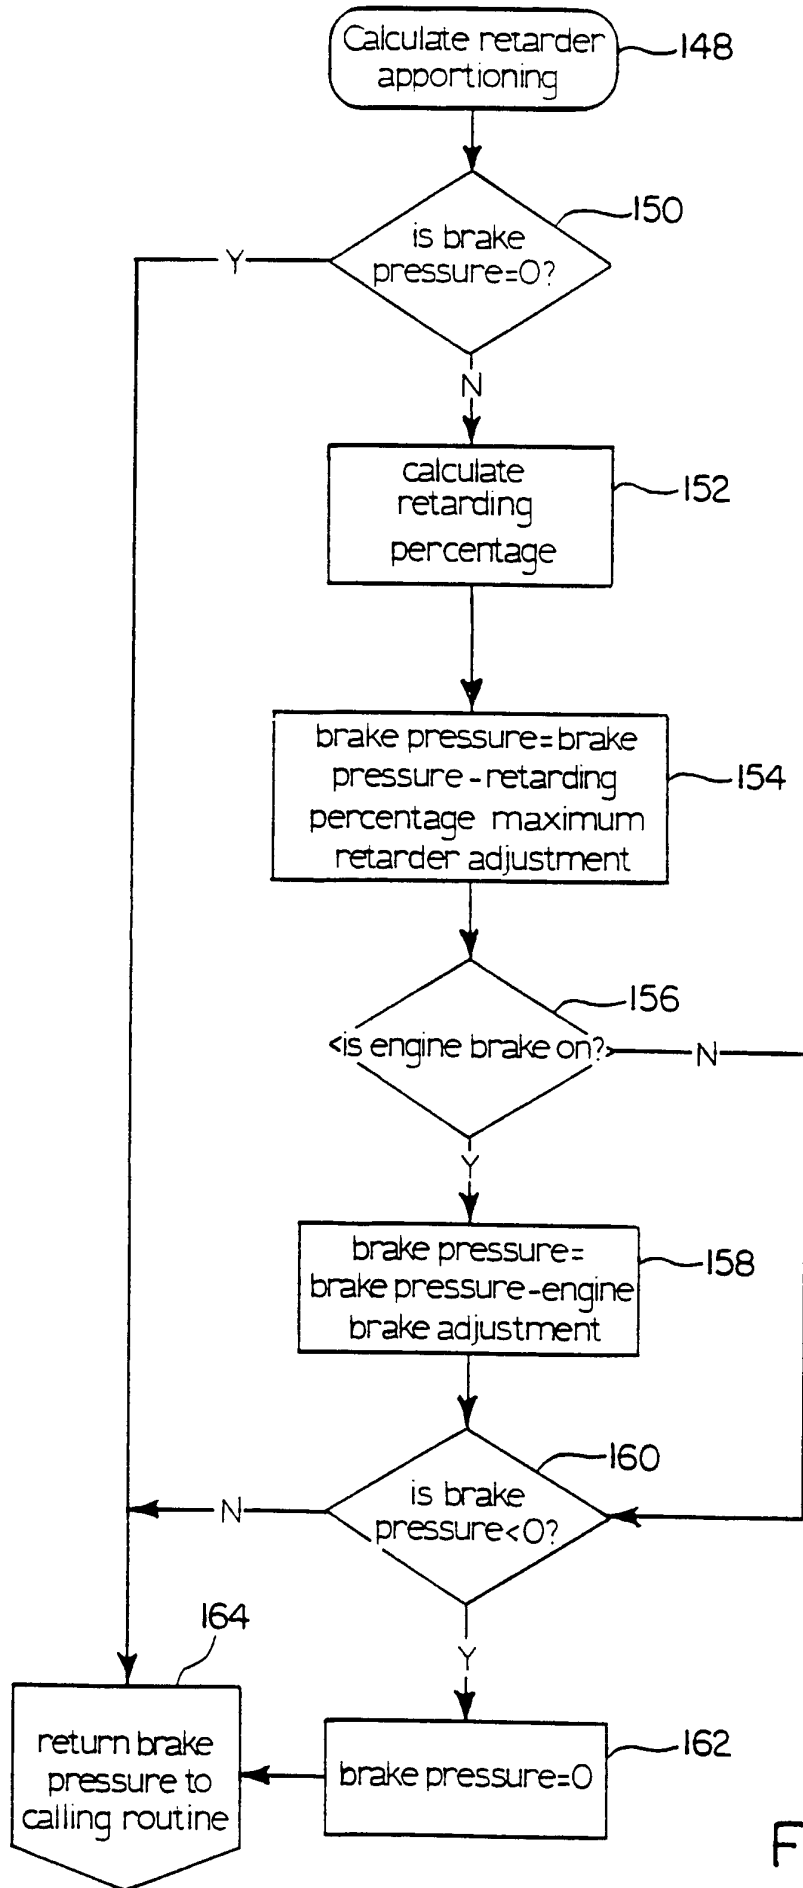 Calculate retarder
apportioning
148
150
is brake
pressure=0?
Y
N
calculate
retarding
percentage
152
brake pressure=brake
pressure-retarding
percentage maximum
retarder adjustment
154
156
is engine brake on?
N
Y
brake pressure=
brake pressure-engine
brake adjustment
158
160
is brake
pressure<0?
N
Y
164
return brake
pressure to
calling routine
brake pressure=0
162
F